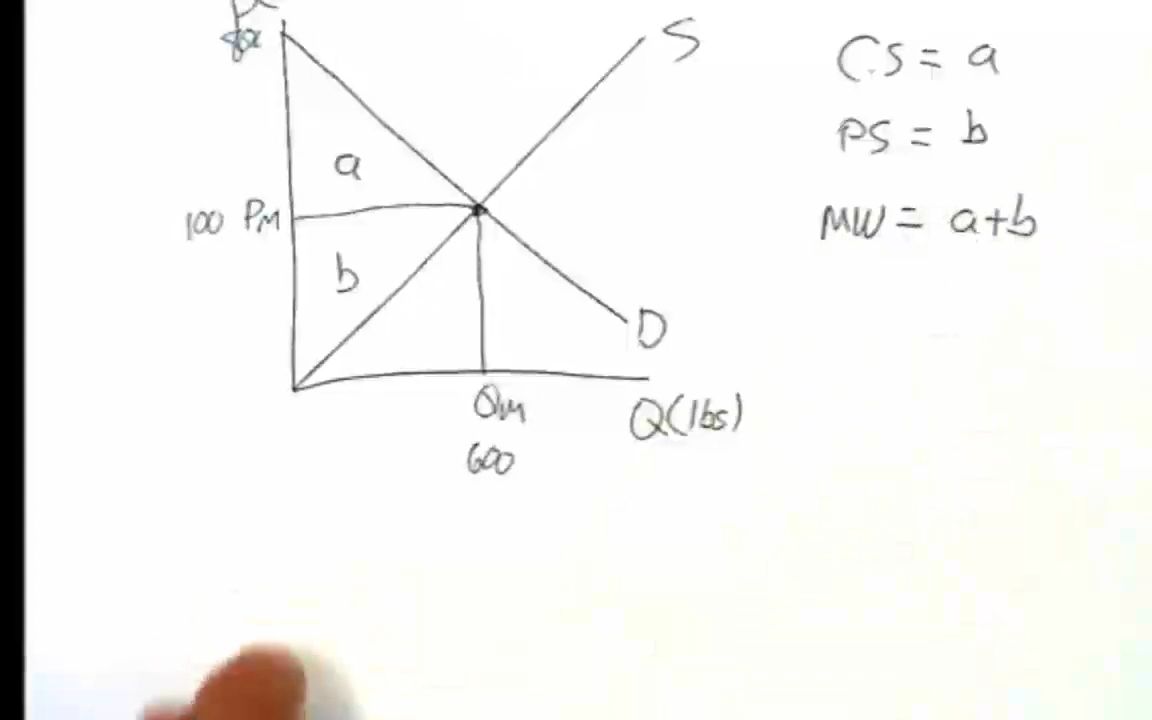 S
CS = a
PS = b
a
100 PM
MW = a+b
b
D
QM
Q(lbs)
600